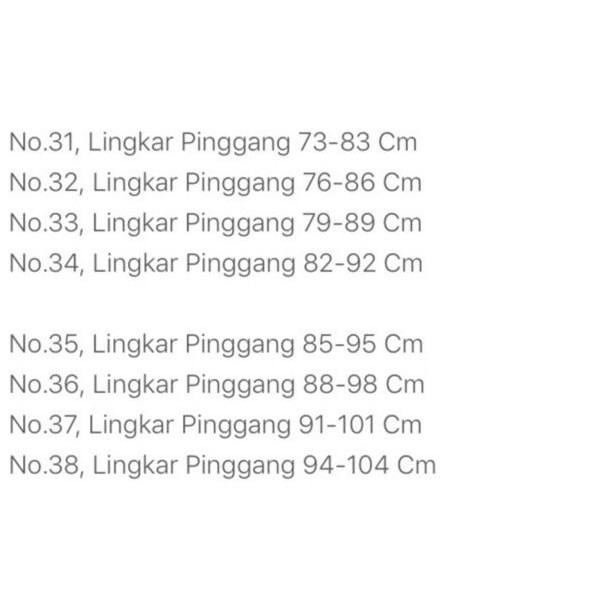 No.31, Lingkar Pinggang 73-83 Cm
No.32, Lingkar Pinggang 76-86 Cm
No.33, Lingkar Pinggang 79-89 Cm
No.34, Lingkar Pinggang 82-92 Cm
No.35, Lingkar Pinggang 85-95 Cm
No.36, Lingkar Pinggang 88-98 Cm
No.37, Lingkar Pinggang 91-101 Cm
No.38, Lingkar Pinggang 94-104 Cm